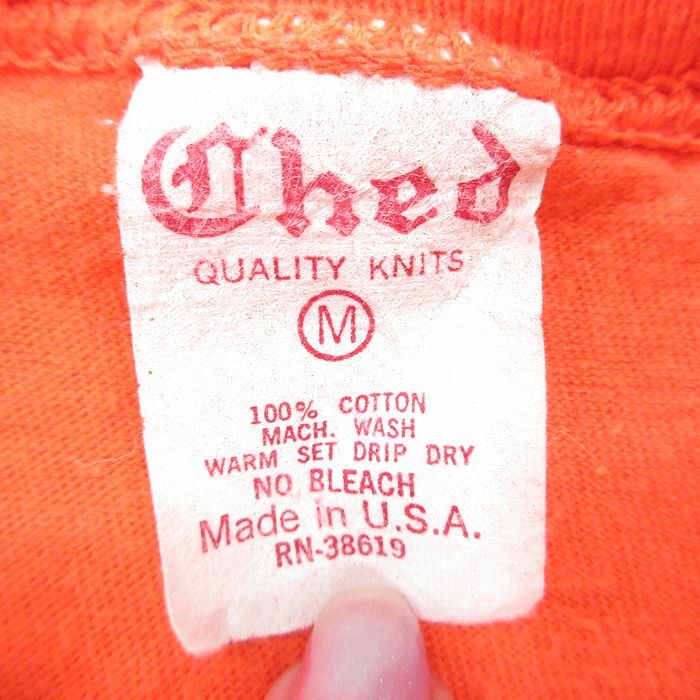 Ched
QUALITY KNITS
M
100% COTTON
MACH. WASH
WARM SET DRIP DRY
NO BLEACH
Made in U.S.A.
RN-38619